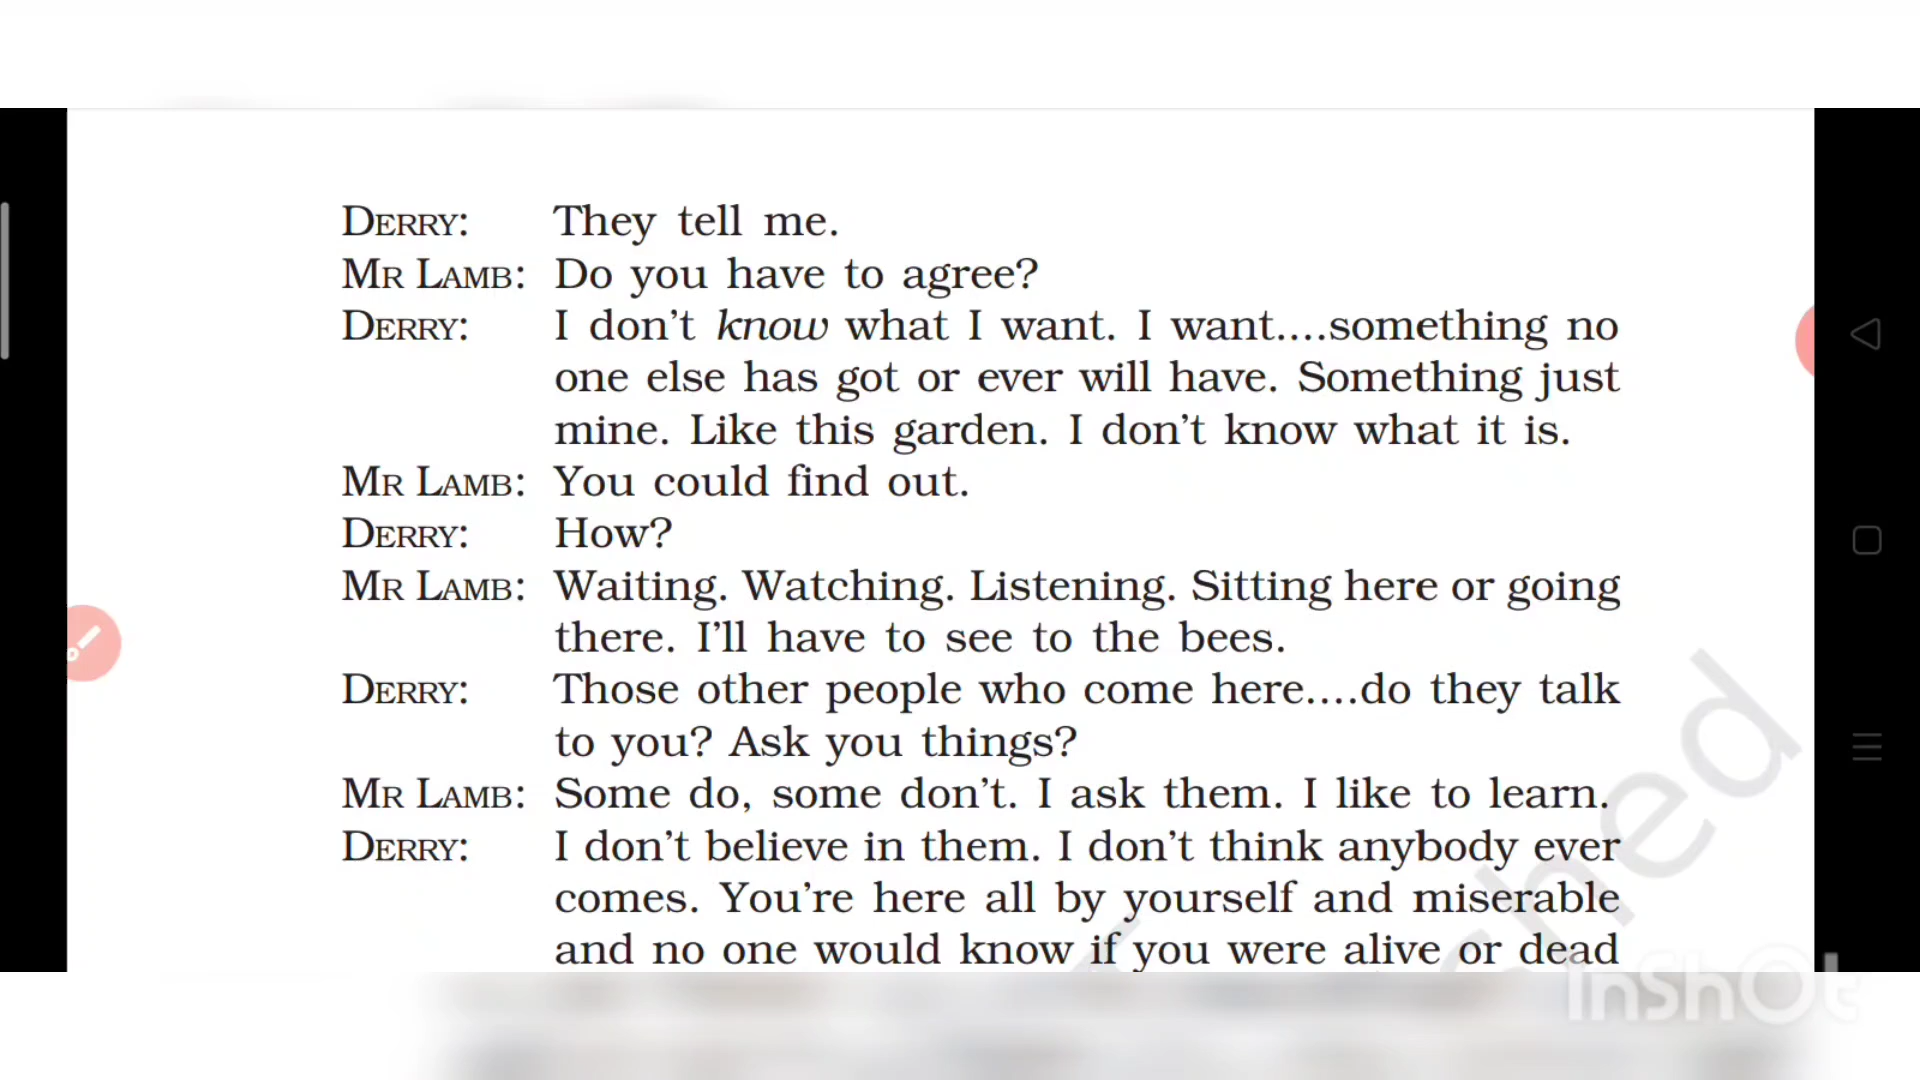 DERRY: They tell me.
MR LAMB: Do you have to agree?
DERRY: I don't know what I want. I want....something no
one else has got or ever will have. Something just
mine. Like this garden. I don't know what it is.
MR LAMB: You could find out.
DERRY: How?
MR LAMB: Waiting. Watching. Listening. Sitting here or going
there. I'll have to see to the bees.
DERRY: Those other people who come here....do they talk
to you? Ask you things?
MR LAMB: Some do, some don't. I ask them. I like to learn.
DERRY: I don't believe in them. I don't think anybody ever
comes. You're here all by yourself and miserable
and no one would know if you were alive or dead
InShOt